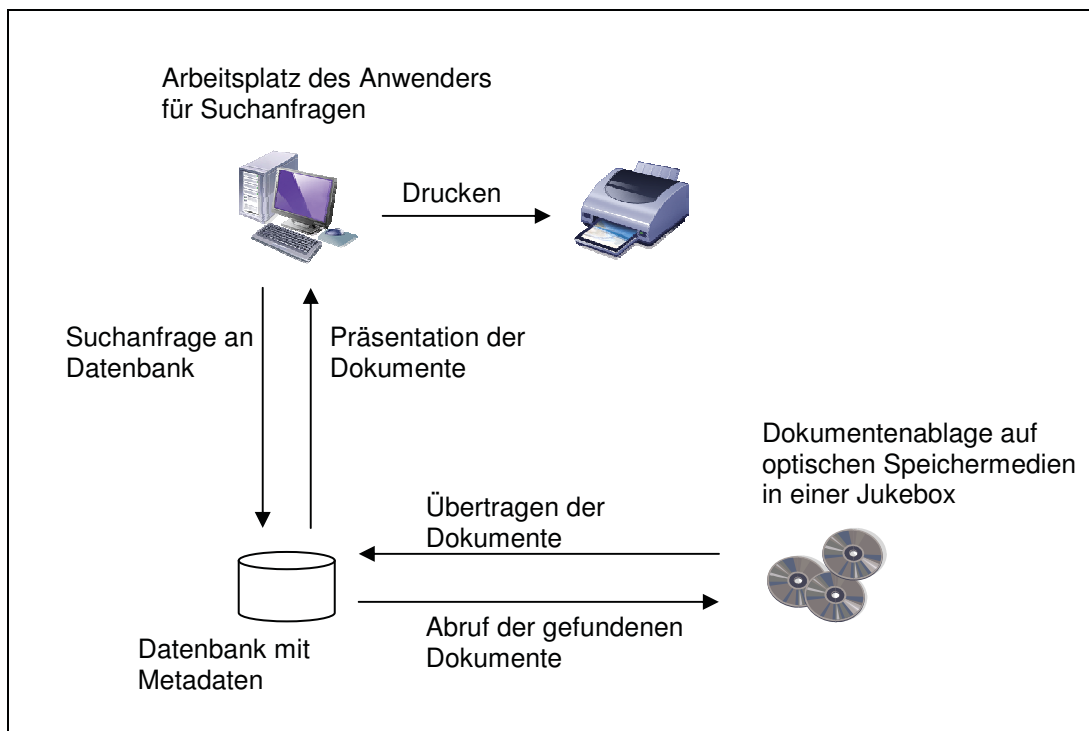 Arbeitsplatz des Anwenders
für Suchanfragen
Drucken
Suchanfrage an
Datenbank
Präsentation der
Dokumente
Dokumentenablage auf
optischen Speichermedien
in einer Jukebox
Übertragen der
Dokumente
Abruf der gefundenen
Dokumente
Datenbank mit
Metadaten